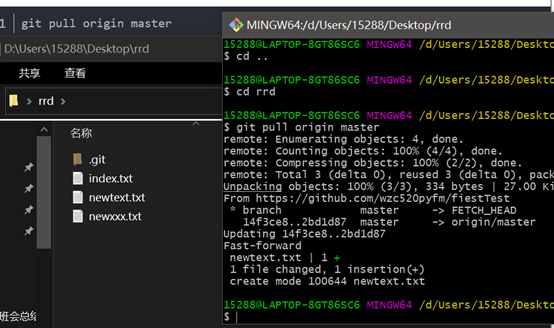 1 git pull origin master
D:\Users\15288\Desktop\rrd
共享 查看
rrd
名称
.git
index.txt
newtext.txt
newxxx.txt
MINGW64:/d/Users/15288/Desktop/rrd
15288@LAPTOP-8GT86SC6 MINGW64 /d/Users/15288/Deskto
$ cd ..
15288@LAPTOP-8GT86SC6 MINGW64 /d/Users/15288/Deskto
$ cd rrd
15288@LAPTOP-8GT86SC6 MINGW64 /d/Users/15288/Deskto
$ git pull origin master
remote: Enumerating objects: 4, done.
remote: Counting objects: 100% (4/4), done.
remote: Compressing objects: 100% (2/2), done.
remote: Total 3 (delta 0), reused 3 (delta 0), pack
Unpacking objects: 100% (3/3), 334 bytes | 27.00 Ki
From https://github.com/wzc520pyfm/fiestTest
* branch master -> FETCH_HEAD
14f3ce8..2bd1d87 master -> origin/master
Updating 14f3ce8..2bd1d87
Fast-forward
newtext.txt | 1 +
1 file changed, 1 insertion(+)
create mode 100644 newtext.txt
15288@LAPTOP-8GT86SC6 MINGW64 /d/Users/15288/Deskto
$
班会总结